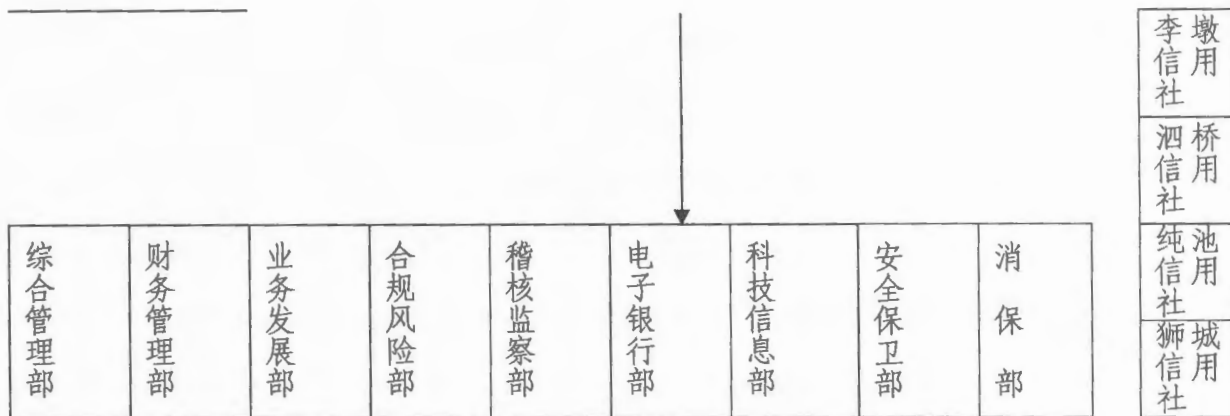 综合管理部
财务管理部
业务发展部
合规风险部
稽核监察部
电子银行部
科技信息部
安全保卫部
消保部
李墩信用社
泗桥信用社
纯池信用社
狮城信用社